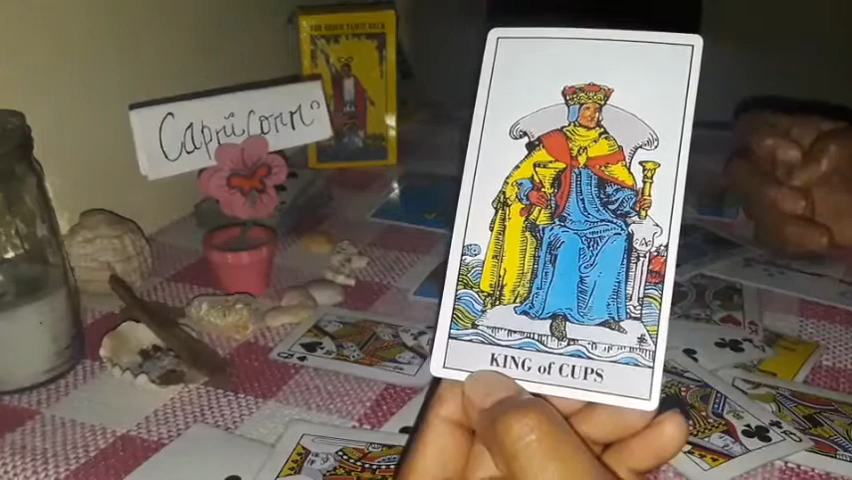 THE RIDER TAROT DECK
Capricorn ♑
KING of CUPS